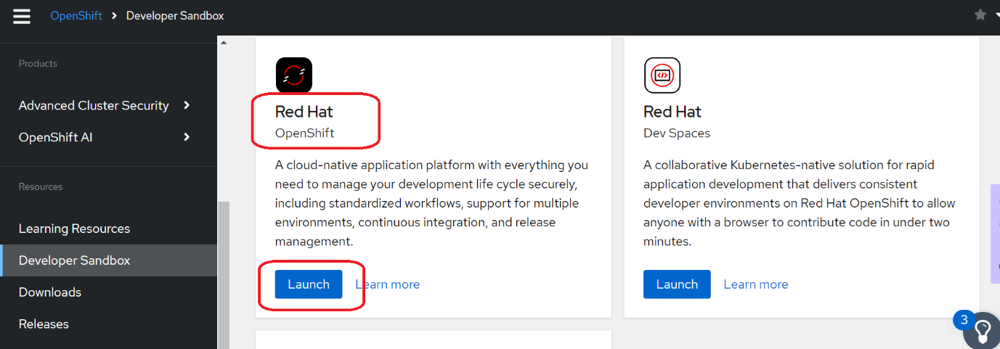 OpenShift > Developer Sandbox
Products
Advanced Cluster Security
OpenShift AI
Resources
Learning Resources
Developer Sandbox
Downloads
Releases
Red Hat
OpenShift
A cloud-native application platform with everything you
need to manage your development life cycle securely,
including standardized workflows, support for multiple
environments, continuous integration, and release
management.
Launch Learn more
Red Hat
Dev Spaces
A collaborative Kubernetes-native solution for rapid
application development that delivers consistent
developer environments on Red Hat OpenShift to allow
anyone with a browser to contribute code in under two
minutes.
Launch Learn more
3